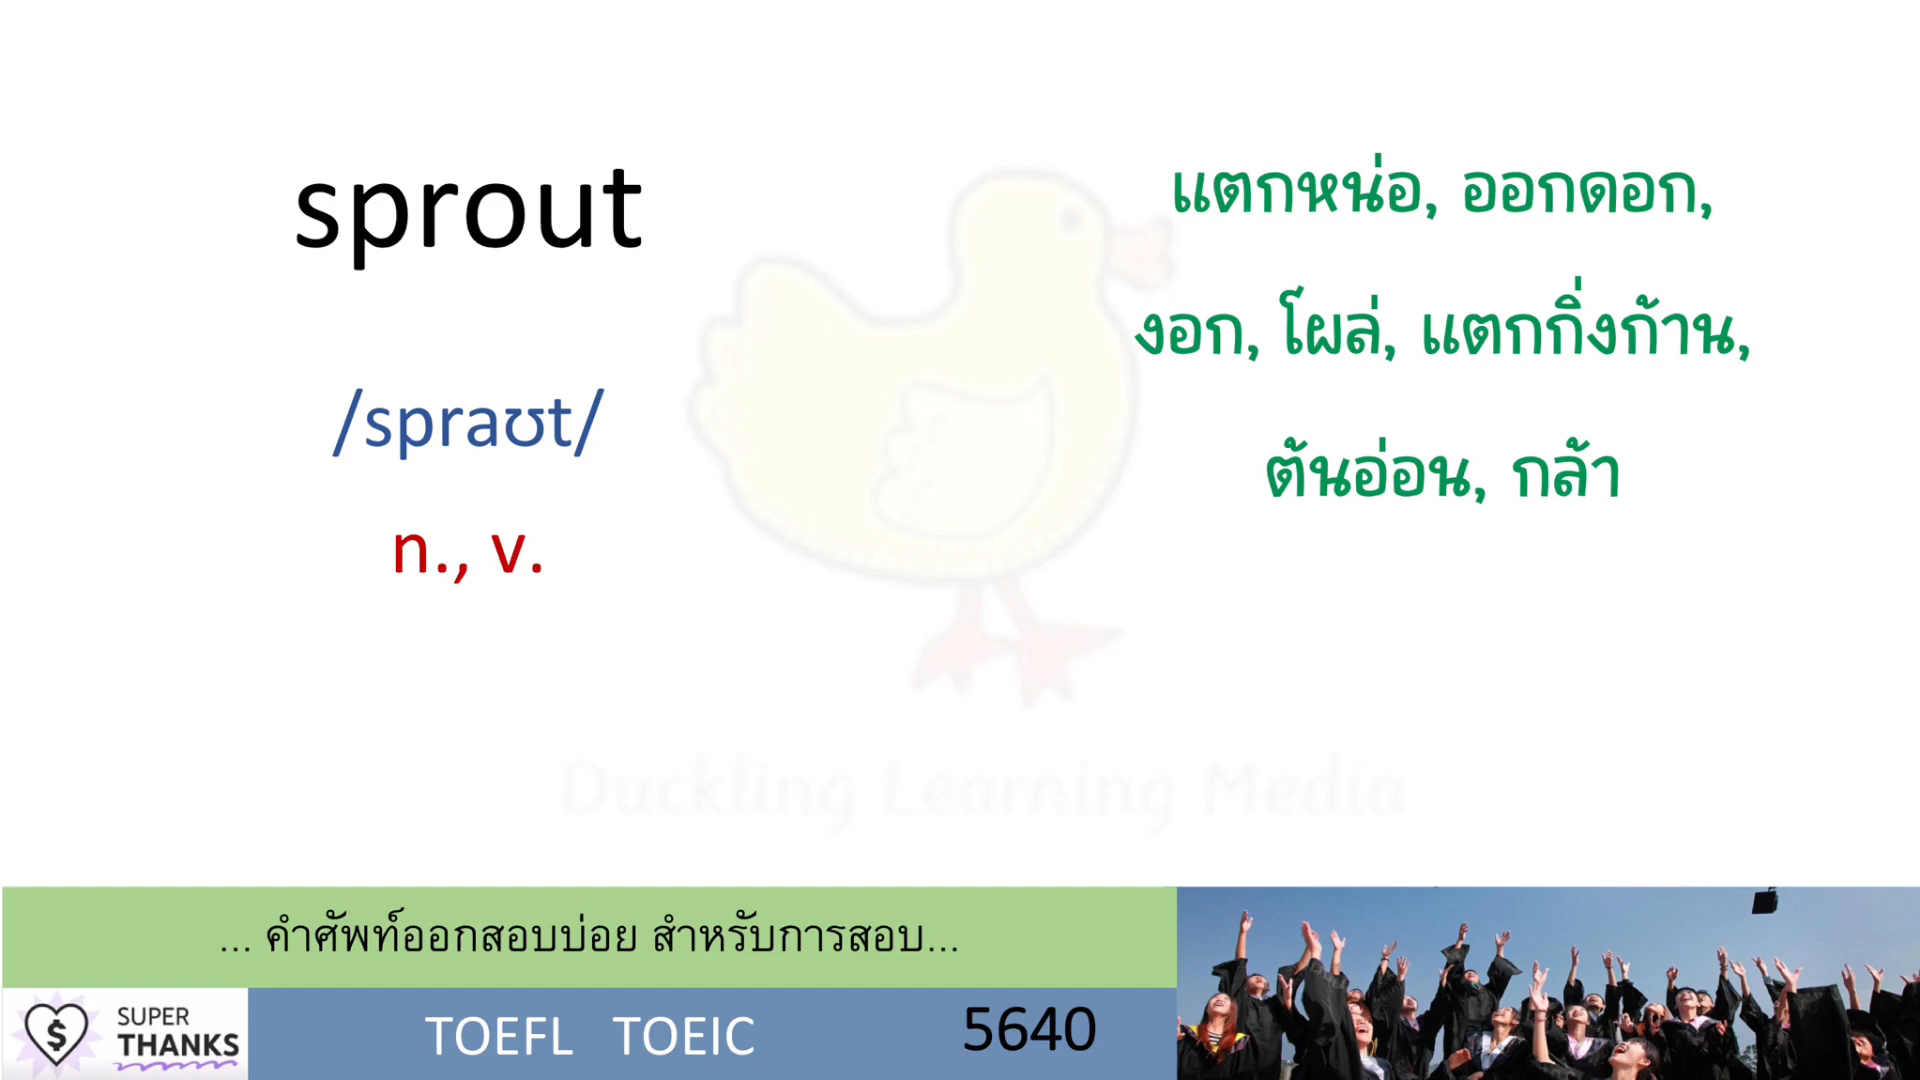 sprout
/spraʊt/
n., v.
แตกหน่อ, ออกดอก,
งอก, โผล่, แตกกิ่งก้าน,
ต้นอ่อน, กล้า
Duckling Learning Media
... คำศัพท์ออกสอบบ่อย สำหรับการสอบ...
SUPER
THANKS
$
TOEFL TOEIC
5640